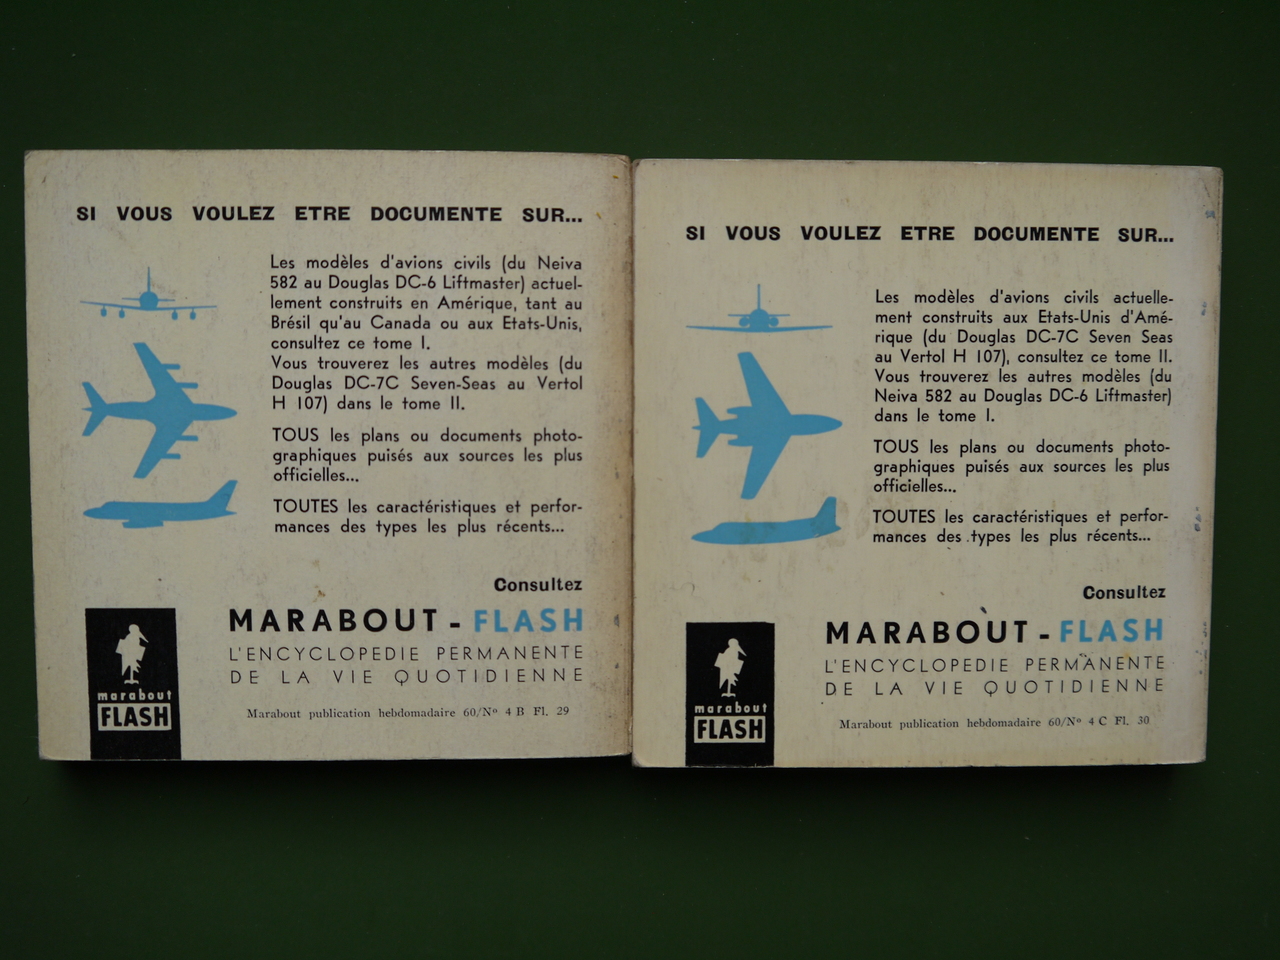 SI VOUS VOULEZ ETRE DOCUMENTE SUR...
Les modèles d'avions civils (du Neiva
582 au Douglas DC-6 Liftmaster) actuel-
lement construits en Amérique, tant au
Brésil qu'au Canada ou aux Etats-Unis,
consultez ce tome I.
Vous trouverez les autres modèles (du
Douglas DC-7C Seven-Seas au Vertol
H 107) dans le tome II.
TOUS les plans ou documents photo-
graphiques puisés aux sources les plus
officielles...
TOUTES les caractéristiques et perfor-
mances des types les plus récents...
Consultez
MARABOUT - FLASH
L'ENCYCLOPEDIE PERMANENTE
DE LA VIE QUOTIDIENNE
marabout
FLASH
Marabout publication hebdomadaire 60/Nº 4 B Fl. 29
SI VOUS VOULEZ ETRE DOCUMENTE SUR...
Les modèles d'avions civils actuelle-
ment construits aux Etats-Unis d'Amé-
rique (du Douglas DC-7C Seven Seas
au Vertol H 107), consultez ce tome II.
Vous trouverez les autres modèles (du
Neiva 582 au Douglas DC-6 Liftmaster)
dans le tome I.
TOUS les plans ou documents photo-
graphiques puisés aux sources les plus
officielles...
TOUTES les caractéristiques et perfor-
mances des types les plus récents...
Consultez
MARABOUT - FLASH
L'ENCYCLOPEDIE PERMANENTE
DE LA VIE QUOTIDIENNE
marabout
FLASH
Marabout publication hebdomadaire 60/Nº 4 C Fl. 30